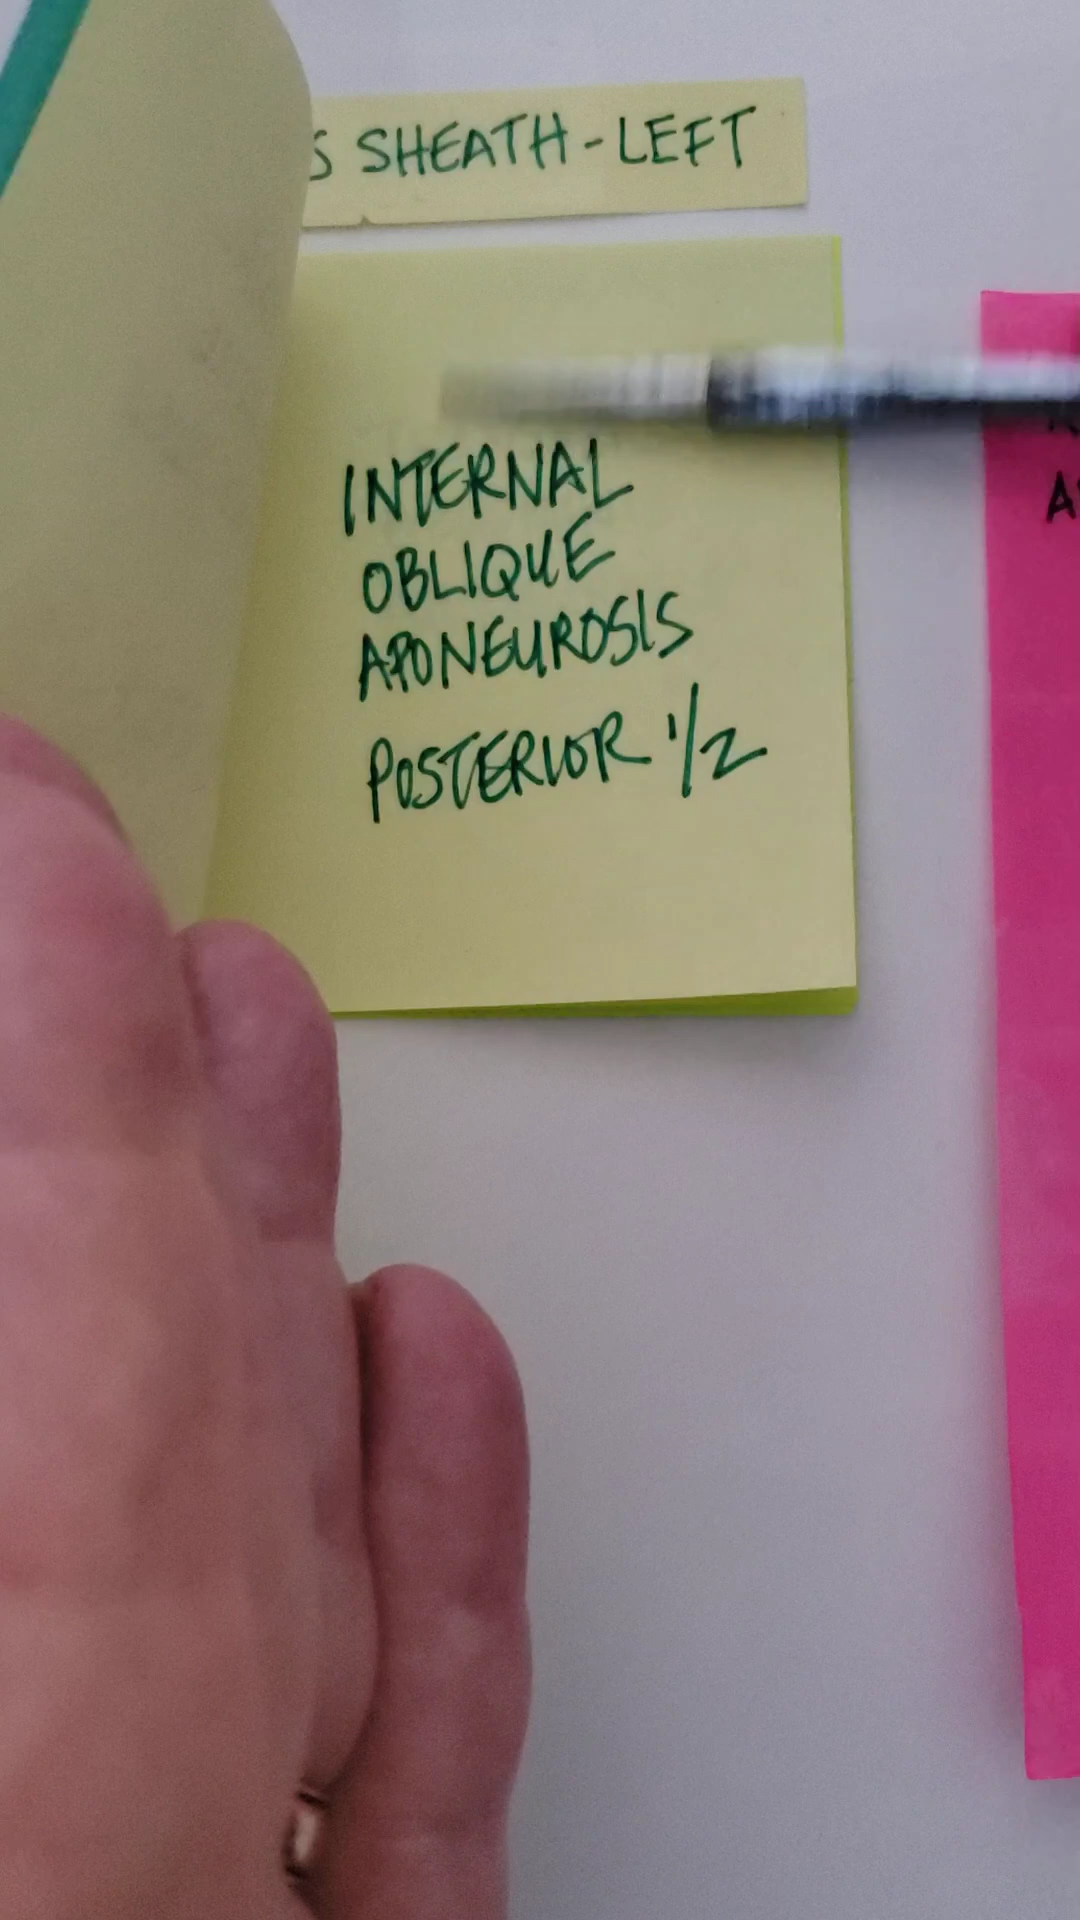 S SHEATH - LEFT
INTERNAL
OBLIQUE
APONEUROSIS
POSTERIOR 1/2